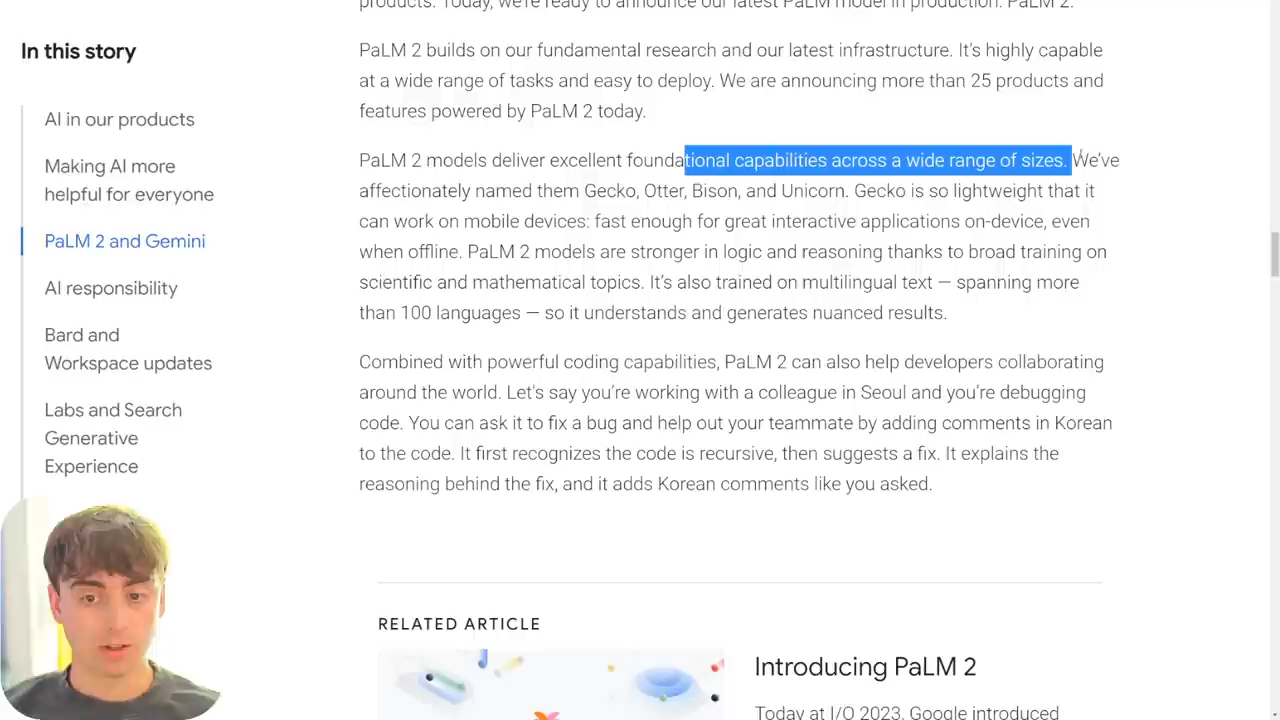 products. Today, we're ready to announce our latest PaLM model in production: PaLM 2.
In this story
AI in our products
Making AI more
helpful for everyone
PaLM 2 and Gemini
AI responsibility
Bard and
Workspace updates
Labs and Search
Generative
Experience
PaLM 2 builds on our fundamental research and our latest infrastructure. It's highly capable
at a wide range of tasks and easy to deploy. We are announcing more than 25 products and
features powered by PaLM 2 today.
PaLM 2 models deliver excellent foundational capabilities across a wide range of sizes. We've
affectionately named them Gecko, Otter, Bison, and Unicorn. Gecko is so lightweight that it
can work on mobile devices: fast enough for great interactive applications on-device, even
when offline. PaLM 2 models are stronger in logic and reasoning thanks to broad training on
scientific and mathematical topics. It's also trained on multilingual text — spanning more
than 100 languages — so it understands and generates nuanced results.
Combined with powerful coding capabilities, PaLM 2 can also help developers collaborating
around the world. Let's say you're working with a colleague in Seoul and you're debugging
code. You can ask it to fix a bug and help out your teammate by adding comments in Korean
to the code. It first recognizes the code is recursive, then suggests a fix. It explains the
reasoning behind the fix, and it adds Korean comments like you asked.
RELATED ARTICLE
Introducing PaLM 2
Today at I/O 2023, Google introduced